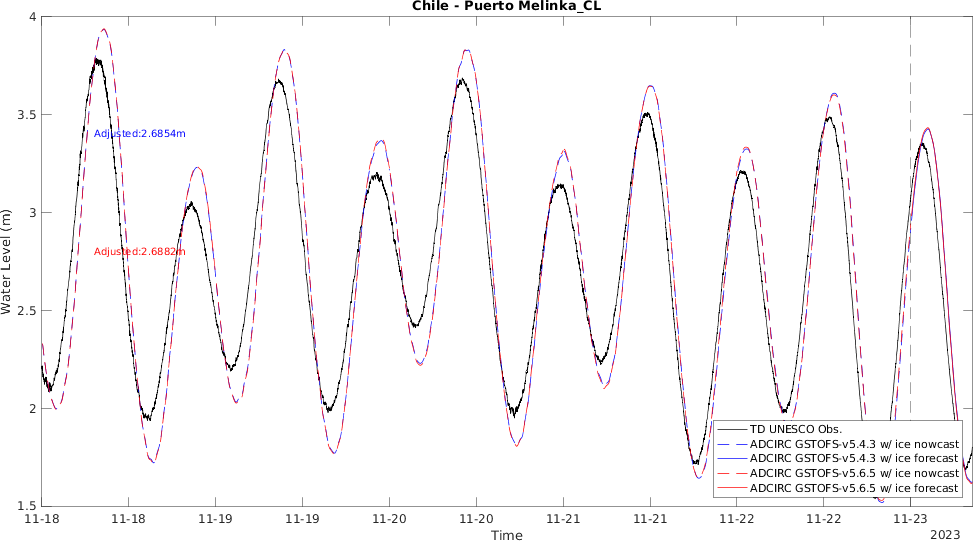 Chile - Puerto Melinka_CL
4
3.5
3
2.5
2
1.5
Water Level (m)
Adjusted:2.6854m
Adjusted:2.6882m
TD UNESCO Obs.
ADCIRC GSTOFS-v5.4.3 w/ ice nowcast
ADCIRC GSTOFS-v5.4.3 w/ ice forecast
ADCIRC GSTOFS-v5.6.5 w/ ice nowcast
ADCIRC GSTOFS-v5.6.5 w/ ice forecast
11-18 11-18 11-19 11-19 11-20 11-20 11-21 11-21 11-22 11-22 11-23
Time
2023